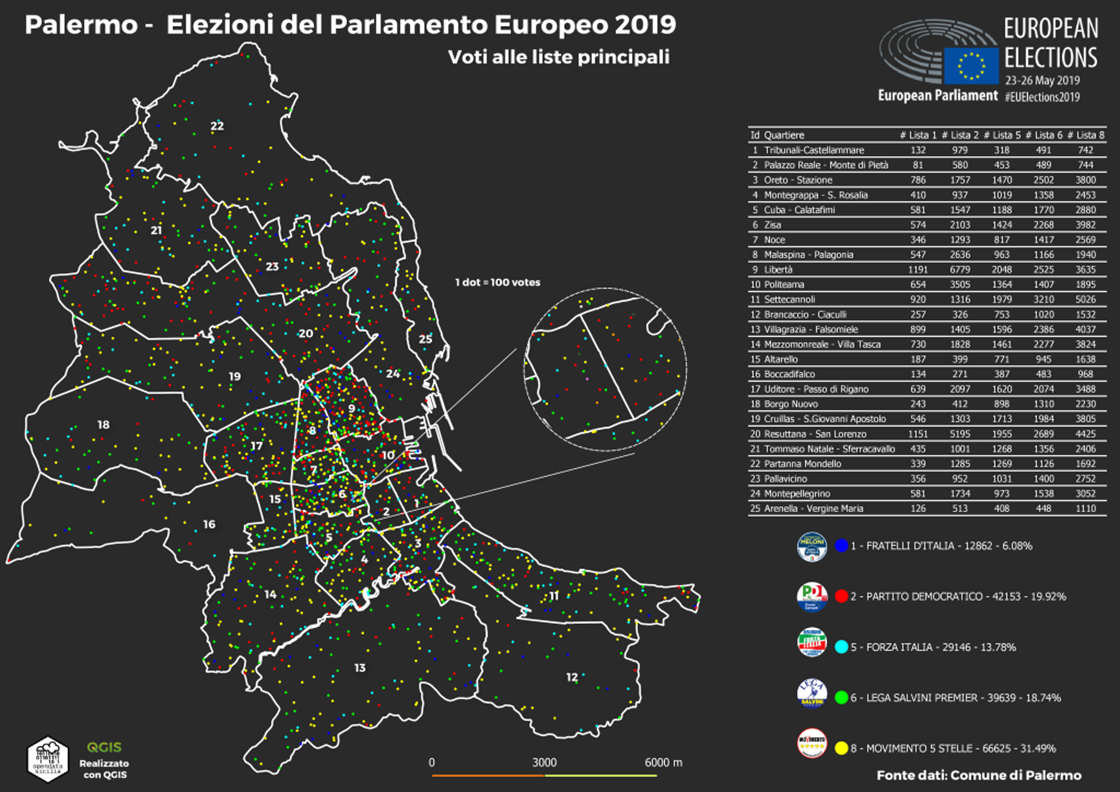 Palermo - Elezioni del Parlamento Europeo 2019
Voti alle liste principali
EUROPEAN
ELECTIONS
European Parliament
23-26 May 2019
#EUElections2019
Id Quartiere # Lista 1 # Lista 2 # Lista 5 # Lista 6 # Lista 8
1 Tribunali-Castellammare 132 979 318 491 742
2 Palazzo Reale - Monte di Pietà 81 580 453 489 744
3 Oreto - Stazione 786 1757 1470 2502 3800
4 Montegrappa - S. Rosalia 410 937 1019 1358 2453
5 Cuba - Calatafimi 581 1547 1188 1770 2880
6 Zisa 574 2103 1424 2268 3982
7 Noce 346 1293 817 1417 2569
8 Malaspina - Palagonia 547 2636 963 1166 1940
9 Libertà 1191 6779 2048 2525 3635
10 Politeama 654 3505 1364 1407 1895
11 Settecannoli 920 1316 1979 3210 5026
12 Brancaccio - Ciaculli 257 326 753 1020 1532
13 Villagrazia - Falsomiele 899 1405 1596 2386 4037
14 Mezzomonreale - Villa Tasca 730 1828 1461 2277 3824
15 Altarello 187 399 771 945 1638
16 Boccadifalco 134 271 387 483 968
17 Uditore - Passo di Rigano 639 2097 1620 2074 3488
18 Borgo Nuovo 243 412 898 1310 2230
19 Cruillas - S.Giovanni Apostolo 546 1303 1713 1984 3805
20 Resuttana - San Lorenzo 1151 5195 1955 2689 4425
21 Tommaso Natale - Sferracavallo 435 1001 1268 1356 2406
22 Partanna Mondello 339 1285 1269 1126 1692
23 Pallavicino 356 952 1031 1400 2752
24 Montepellegrino 581 1734 973 1538 3052
25 Arenella - Vergine Maria 126 513 408 448 1110
1 dot = 100 votes
22
21
23
20
25
24
19
9
18
8
17
10
7
6
15
1
2
16
5
3
4
14
11
13
12
MELONI
1 - FRATELLI D'ITALIA - 12862 - 6.08%
PD
2 - PARTITO DEMOCRATICO - 42153 - 19.92%
FORZA ITALIA
5 - FORZA ITALIA - 29146 - 13.78%
LEGA
SALVINI
6 - LEGA SALVINI PREMIER - 39639 - 18.74%
MOVIMENTO
8 - MOVIMENTO 5 STELLE - 66625 - 31.49%
opendata
sicilia
QGIS
Realizzato
con QGIS
0 3000 6000 m
Fonte dati: Comune di Palermo